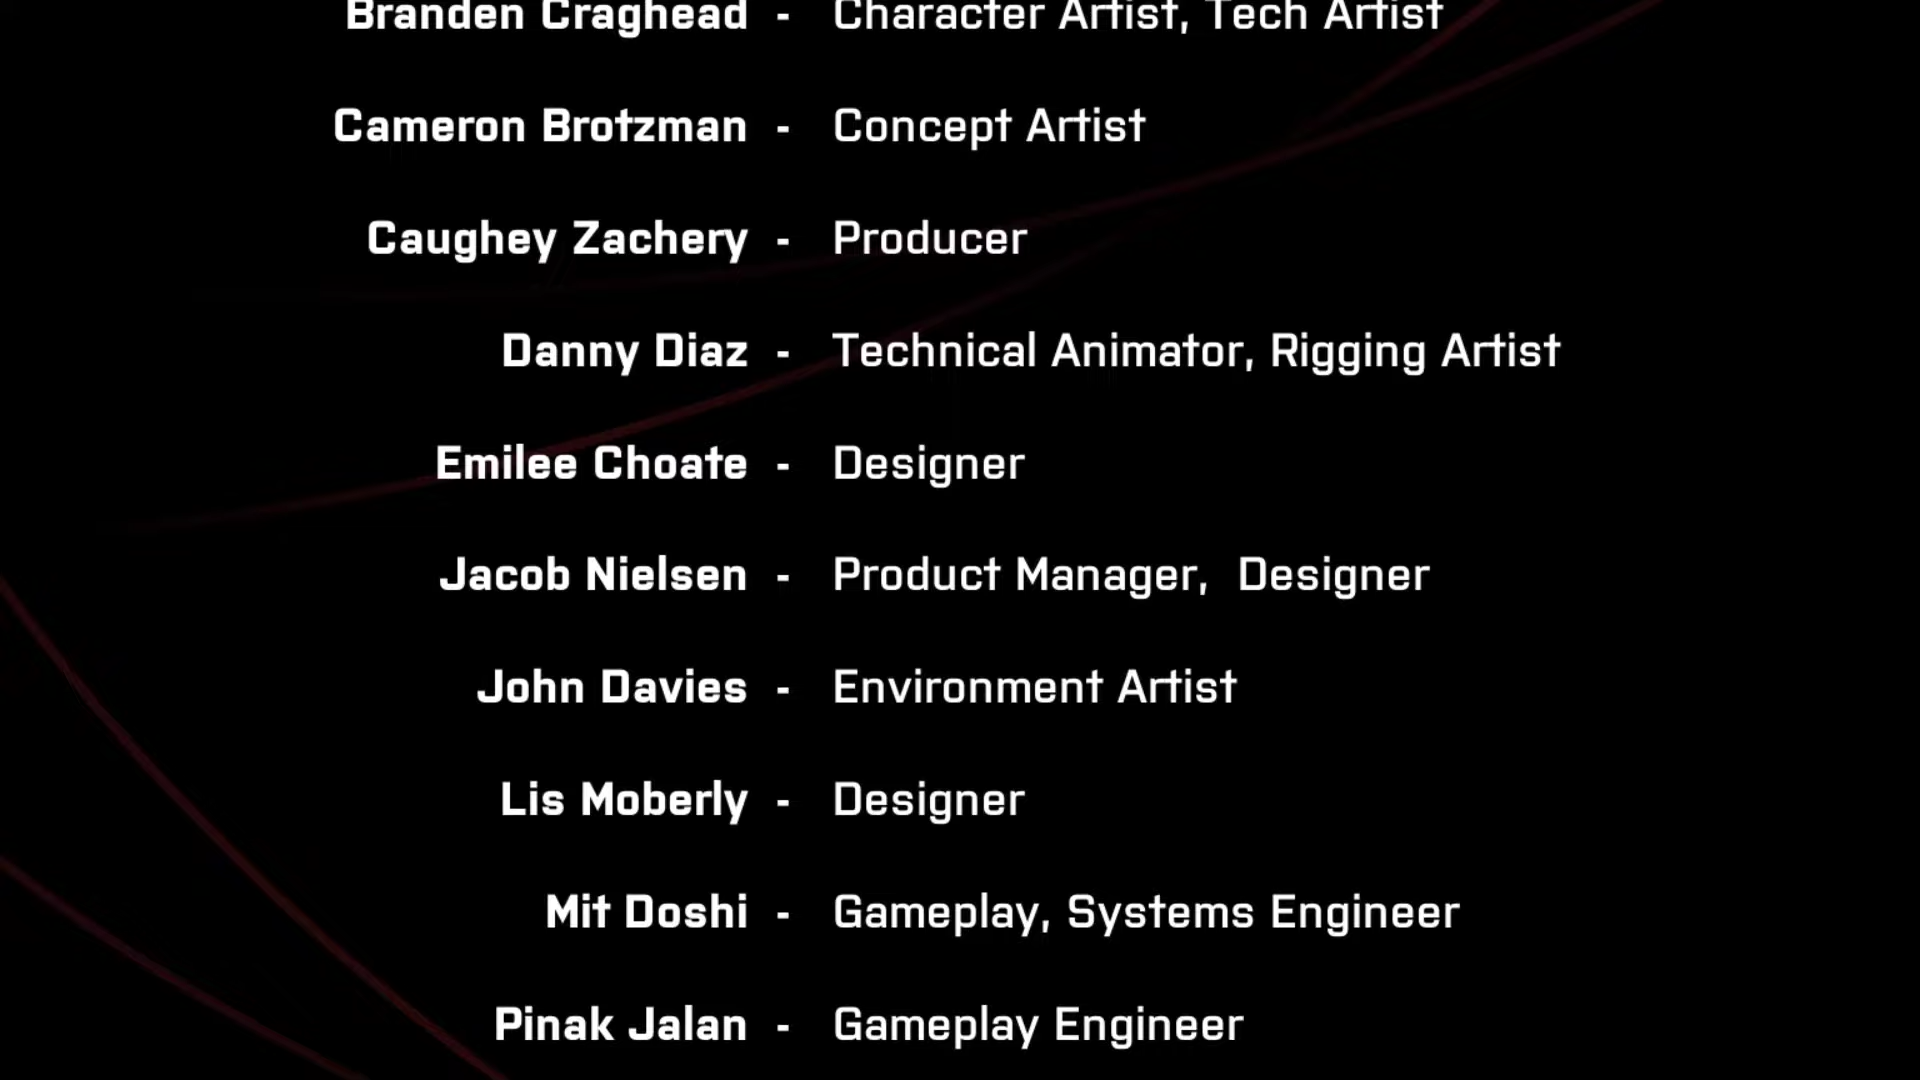 Branden Craghead - Character Artist, Tech Artist
Cameron Brotzman - Concept Artist
Caughey Zachery - Producer
Danny Diaz - Technical Animator, Rigging Artist
Emilee Choate - Designer
Jacob Nielsen - Product Manager,  Designer
John Davies - Environment Artist
Lis Moberly - Designer
Mit Doshi - Gameplay, Systems Engineer
Pinak Jalan - Gameplay Engineer